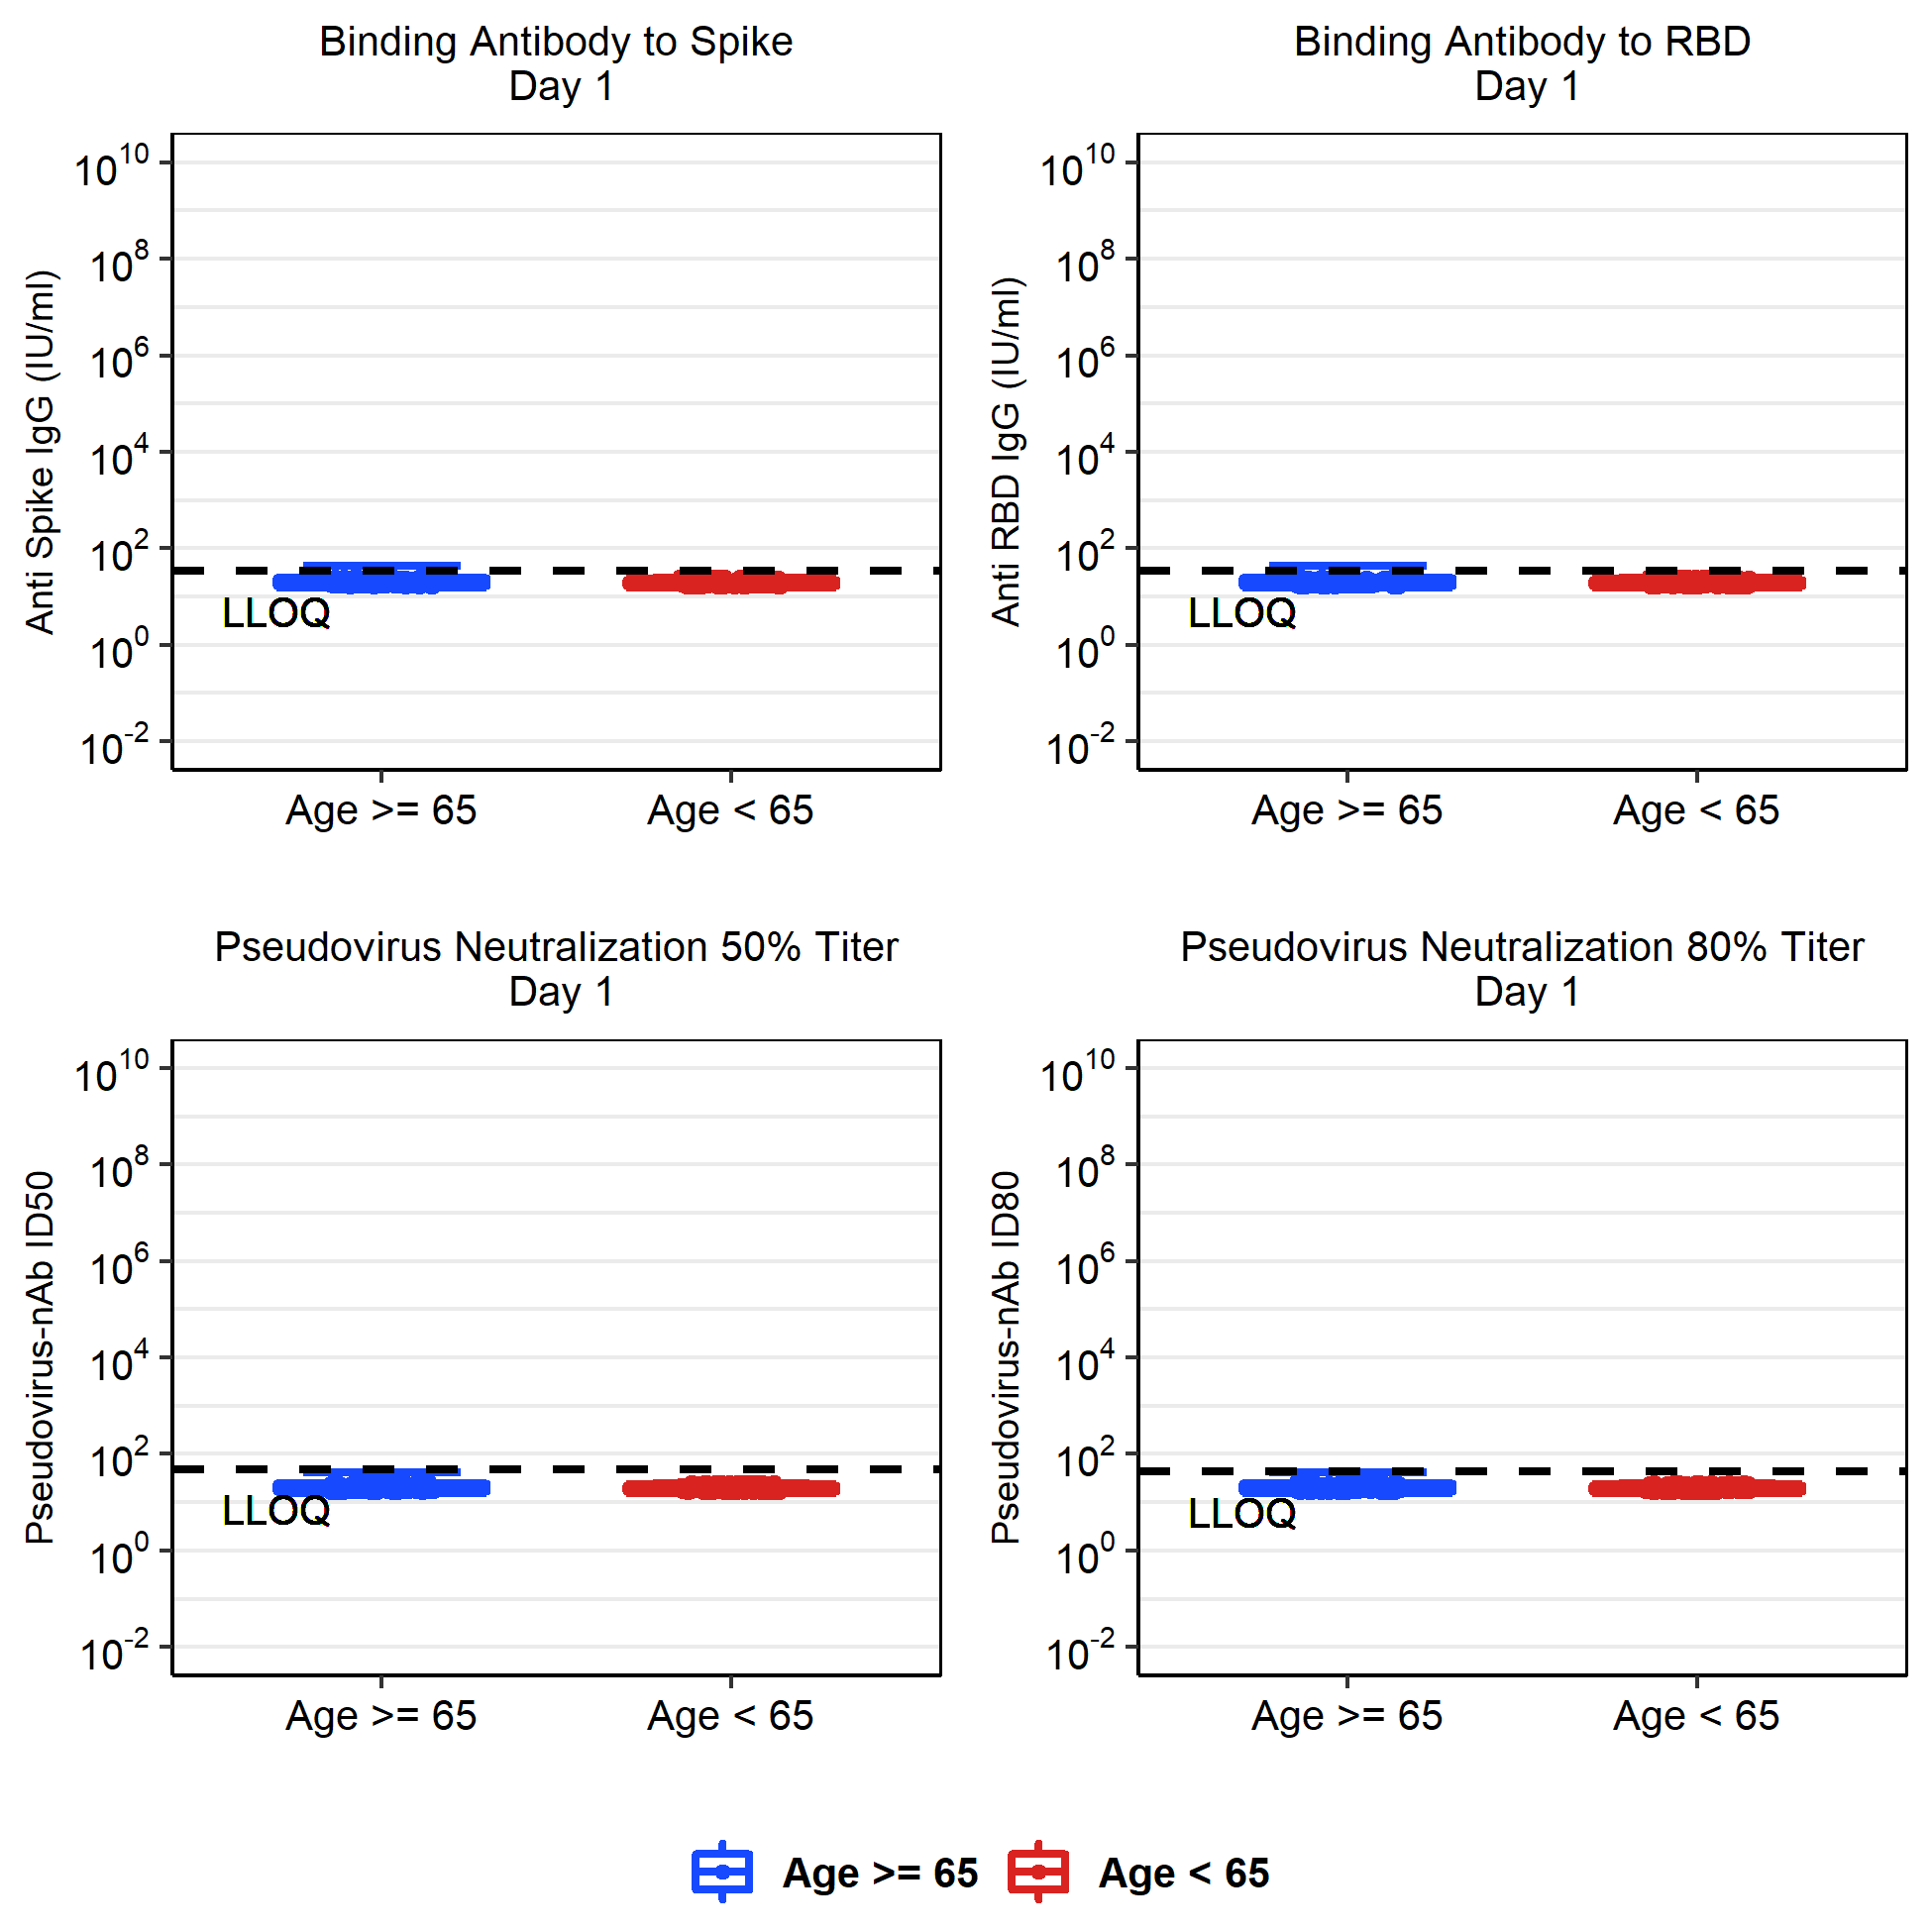 Binding Antibody to Spike
Day 1
Anti Spike IgG (IU/ml)
10^10
10^8
10^6
10^4
10^2
10^0
10^-2
LLOQ
Age >= 65
Age < 65
Binding Antibody to RBD
Day 1
Anti RBD IgG (IU/ml)
10^10
10^8
10^6
10^4
10^2
10^0
10^-2
LLOQ
Age >= 65
Age < 65
Pseudovirus Neutralization 50% Titer
Day 1
Pseudovirus-nAb ID50
10^10
10^8
10^6
10^4
10^2
10^0
10^-2
LLOQ
Age >= 65
Age < 65
Pseudovirus Neutralization 80% Titer
Day 1
Pseudovirus-nAb ID80
10^10
10^8
10^6
10^4
10^2
10^0
10^-2
LLOQ
Age >= 65
Age < 65
Age >= 65
Age < 65